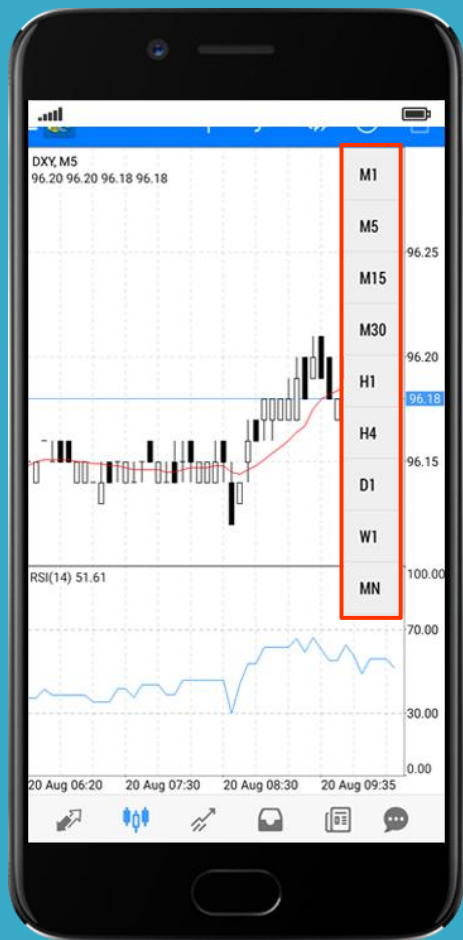 DXY, M5
96.20 96.20 96.18 96.18
M1
M5
M15
M30
H1
H4
D1
W1
MN
96.25
96.20
96.18
96.15
RSI(14) 51.61
100.00
70.00
30.00
0.00
20 Aug 06:20 20 Aug 07:30 20 Aug 08:30 20 Aug 09:35